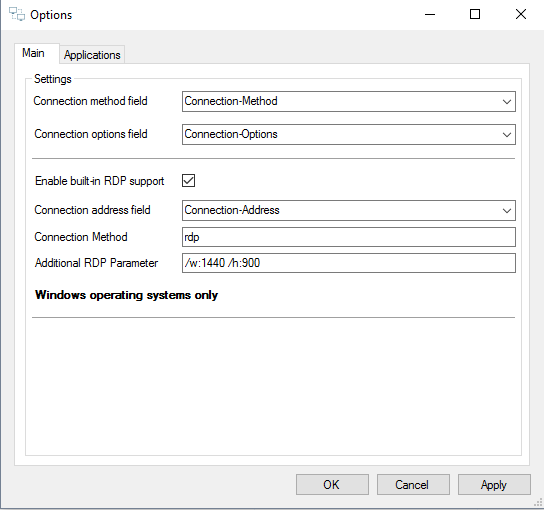 Options
Main Applications
Settings
Connection method field Connection-Method
Connection options field Connection-Options
Enable built-in RDP support
Connection address field Connection-Address
Connection Method rdp
Additional RDP Parameter /w:1440 /h:900
Windows operating systems only
OK Cancel Apply